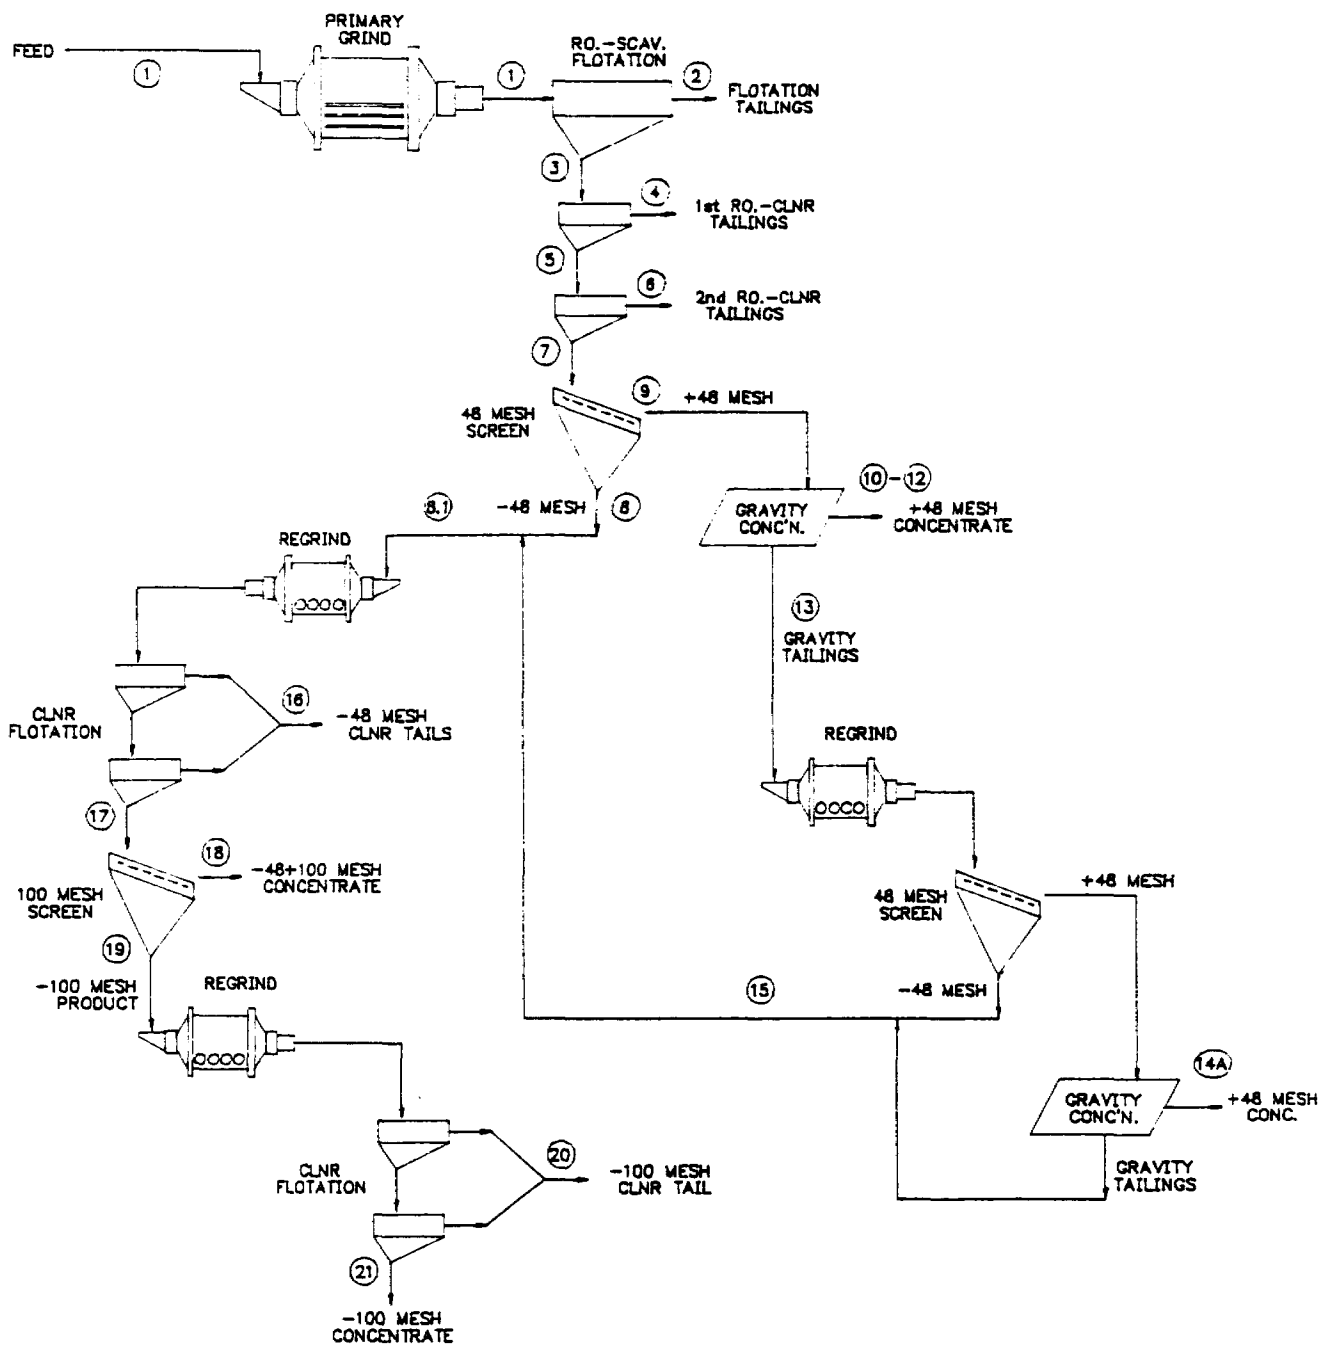 PRIMARY
GRIND
FEED
1
RO.-SCAV.
FLOTATION
1
2
FLOTATION
TAILINGS
3
4
1st RO.-CLNR
TAILINGS
5
6
2nd RO.-CLNR
TAILINGS
7
48 MESH
SCREEN
9
+48 MESH
8.1
-48 MESH
8
10-12
GRAVITY
CONC'N.
+48 MESH
CONCENTRATE
REGRIND
13
GRAVITY
TAILINGS
CLNR
FLOTATION
16
-48 MESH
CLNR TAILS
REGRIND
17
18
-48+100 MESH
CONCENTRATE
100 MESH
SCREEN
48 MESH
SCREEN
+48 MESH
19
-100 MESH
PRODUCT
REGRIND
15
-48 MESH
14A
GRAVITY
CONC'N.
+48 MESH
CONC.
CLNR
FLOTATION
20
-100 MESH
CLNR TAIL
GRAVITY
TAILINGS
21
-100 MESH
CONCENTRATE